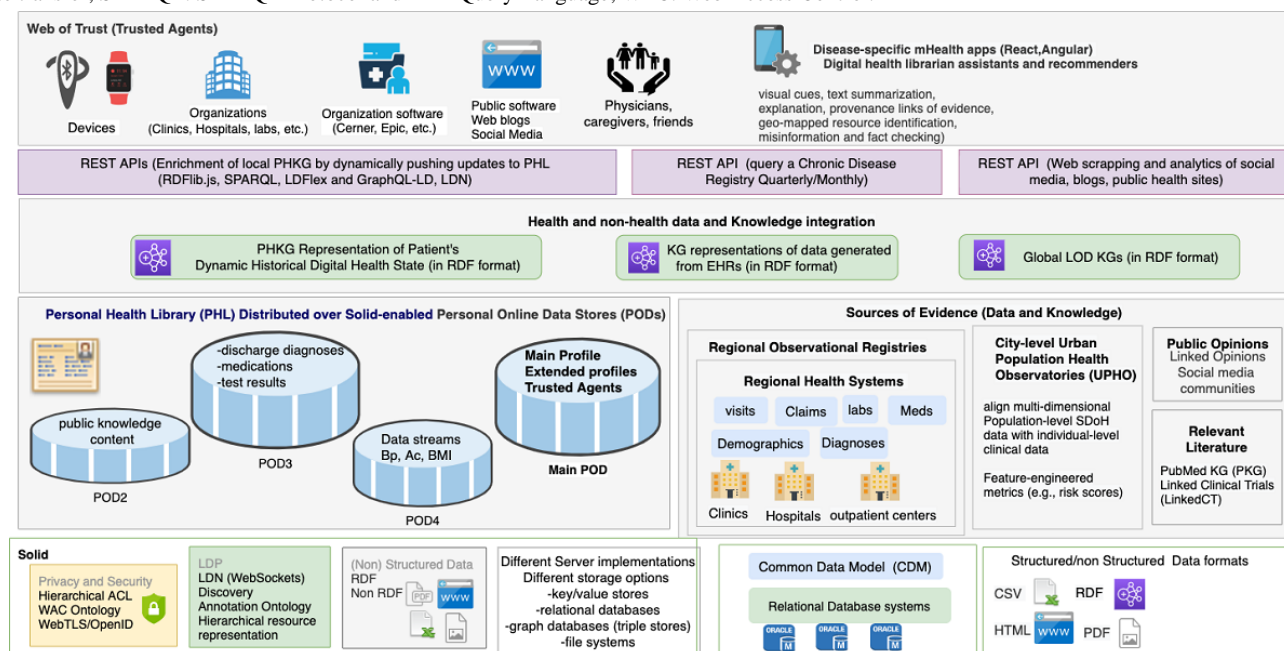 Web of Trust (Trusted Agents)
Devices
Organizations
(Clinics, Hospitals, labs, etc.)
Organization software
(Cerner, Epic, etc.)
WWW
Public software
Web blogs
Social Media
Physicians,
caregivers, friends
Disease-specific mHealth apps (React,Angular)
Digital health librarian assistants and recommenders
visual cues, text summarization,
explanation, provenance links of evidence,
geo-mapped resource identification,
misinformation and fact checking)
REST APIs (Enrichment of local PHKG by dynamically pushing updates to PHL
(RDFlib.js, SPARQL, LDFlex and GraphQL-LD, LDN)
REST API (query a Chronic Disease
Registry Quarterly/Monthly)
REST API (Web scrapping and analytics of social
media, blogs, public health sites)
Health and non-health data and Knowledge integration
PHKG Representation of Patient's
Dynamic Historical Digital Health State (in RDF format)
KG representations of data generated
from EHRs (in RDF format)
Global LOD KGs (in RDF format)
Personal Health Library (PHL) Distributed over Solid-enabled Personal Online Data Stores (PODs)
public knowledge
content
POD2
-discharge diagnoses
-medications
-test results
POD3
Data streams
Bp, Ac, BMI
POD4
Main Profile
Extended profiles
Trusted Agents
Main POD
Sources of Evidence (Data and Knowledge)
Regional Observational Registries
Regional Health Systems
visits
Claims
labs
Meds
Demographics
Diagnoses
Clinics
Hospitals
outpatient centers
City-level Urban
Population Health
Observatories (UPHO)
align multi-dimensional
Population-level SDoH
data with individual-level
clinical data
Feature-engineered
metrics (e.g., risk scores)
Public Opinions
Linked Opinions
Social media
communities
Relevant
Literature
PubMed KG (PKG)
Linked Clinical Trials
(LinkedCT)
Solid
Privacy and Security
Hierarchical ACL
WAC Ontology
WebTLS/OpenID
LDP
LDN (WebSockets)
Discovery
Annotation Ontology
Hierarchical resource
representation
(Non) Structured Data
RDF
Non RDF
PDF
WWW
Different Server implementations
Different storage options
-key/value stores
-relational databases
-graph databases (triple stores)
-file systems
Common Data Model (CDM)
Relational Database systems
ORACLE
M
ORACLE
M
ORACLE
M
Structured/non Structured Data formats
CSV
RDF
HTML
WWW
PDF